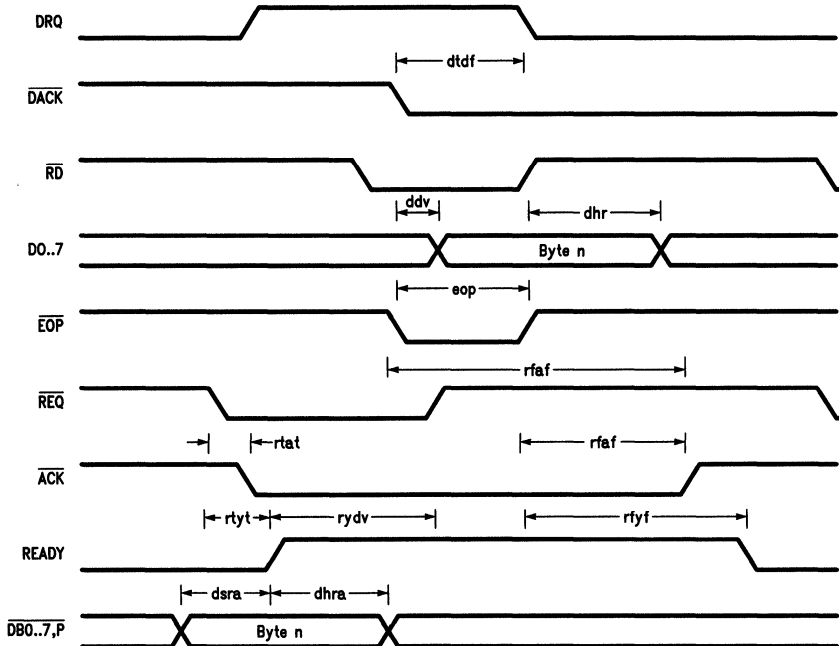 DRQ
dtdf
DACK
RD
ddv
dhr
DO..7
Byte n
eop
EOP
rfaf
REQ
rtat
rfaf
ACK
rtyt
rydv
rfyf
READY
dsra
dhra
DBO..7,P
Byte n